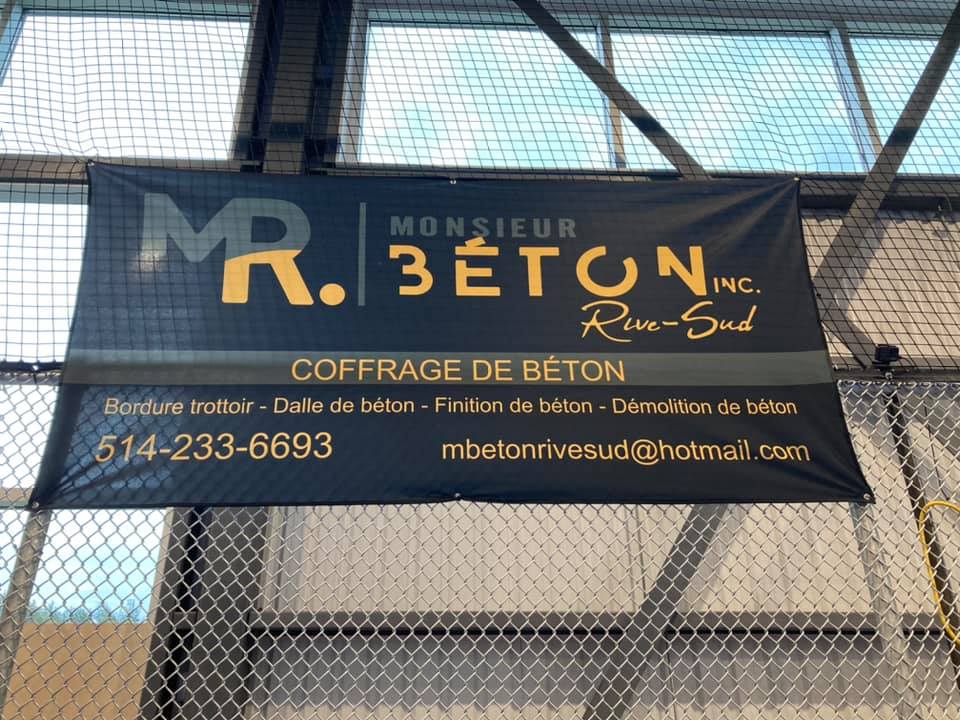 MR.
MONSIEUR
BÉTON INC.
Rive-Sud
COFFRAGE DE BÉTON
Bordure trottoir - Dalle de béton - Finition de béton - Démolition de béton
514-233-6693
mbetonrivesud@hotmail.com